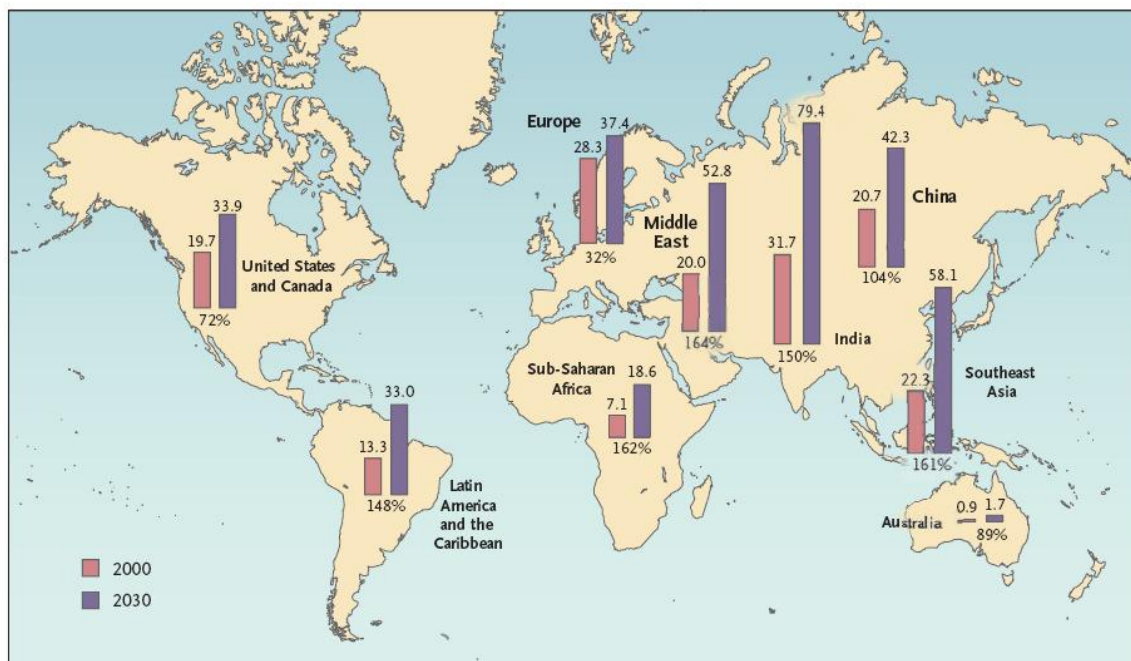 Europe
37.4
28.3
32%
79.4
52.8
Middle
East
20.0
164%
31.7
150%
India
42.3
20.7
China
104%
33.9
19.7
United States
and Canada
72%
58.1
22.3
Southeast
Asia
161%
Sub-Saharan
Africa
18.6
7.1
162%
33.0
13.3
148%
Latin
America
and the
Caribbean
0.9
1.7
Australia
89%
2000
2030